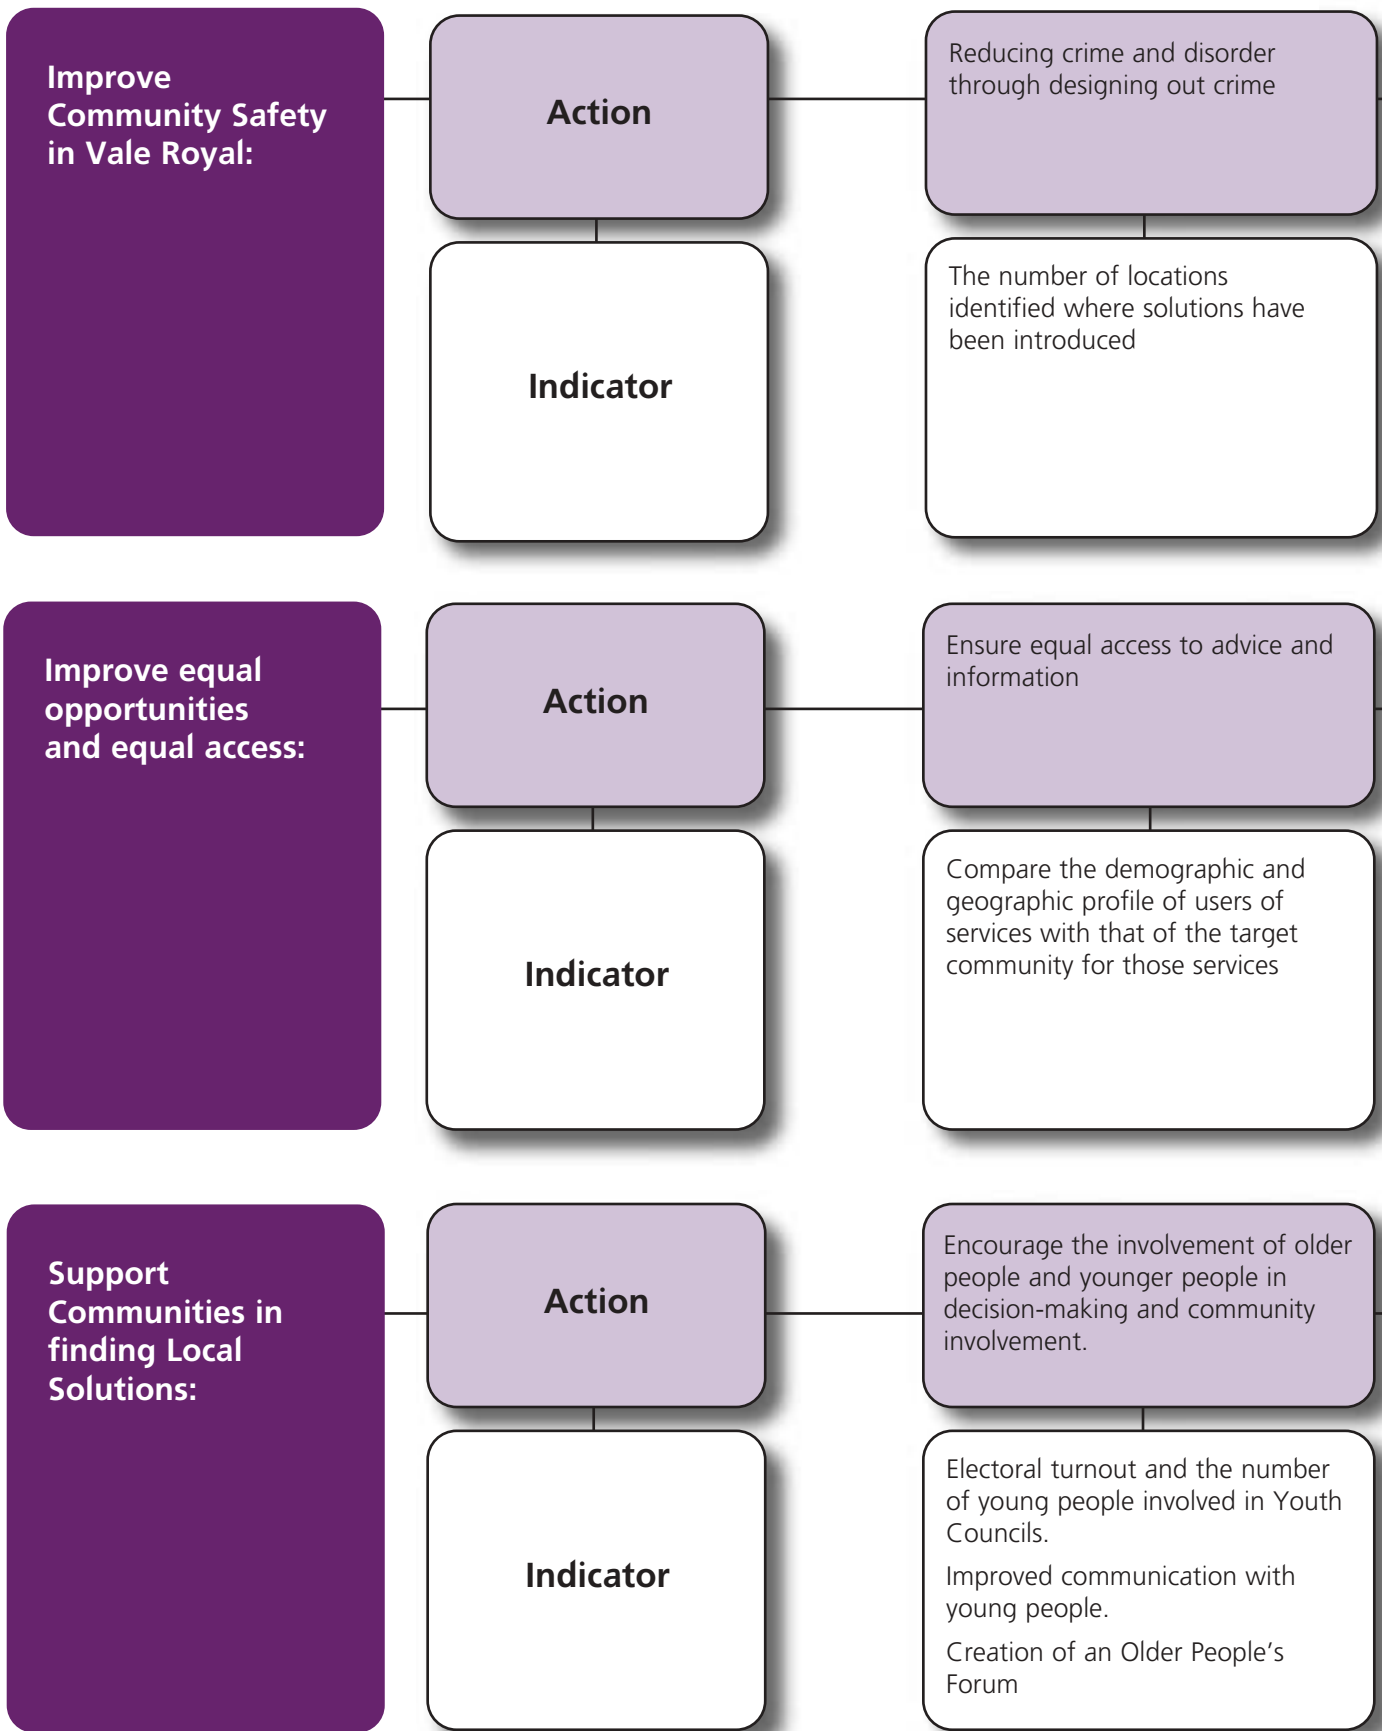 Improve
Community Safety
in Vale Royal:
Action
Reducing crime and disorder
through designing out crime
Indicator
The number of locations
identified where solutions have
been introduced
Improve equal
opportunities
and equal access:
Action
Ensure equal access to advice and
information
Indicator
Compare the demographic and
geographic profile of users of
services with that of the target
community for those services
Support
Communities in
finding Local
Solutions:
Action
Encourage the involvement of older
people and younger people in
decision-making and community
involvement.
Indicator
Electoral turnout and the number
of young people involved in Youth
Councils.
Improved communication with
young people.
Creation of an Older People’s
Forum